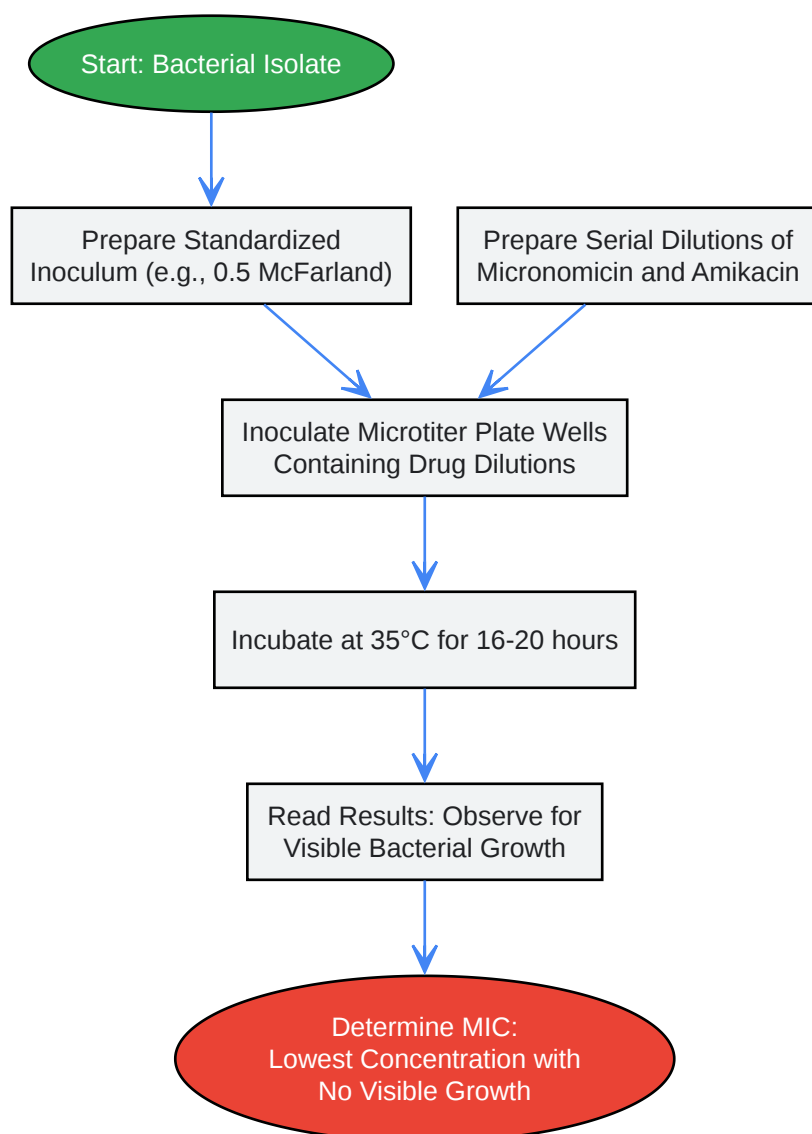 Start: Bacterial Isolate
Prepare Standardized
Inoculum (e.g., 0.5 McFarland)
Prepare Serial Dilutions of
Micronomicin and Amikacin
Inoculate Microtiter Plate Wells
Containing Drug Dilutions
Incubate at 35°C for 16-20 hours
Read Results: Observe for
Visible Bacterial Growth
Determine MIC:
Lowest Concentration with
No Visible Growth